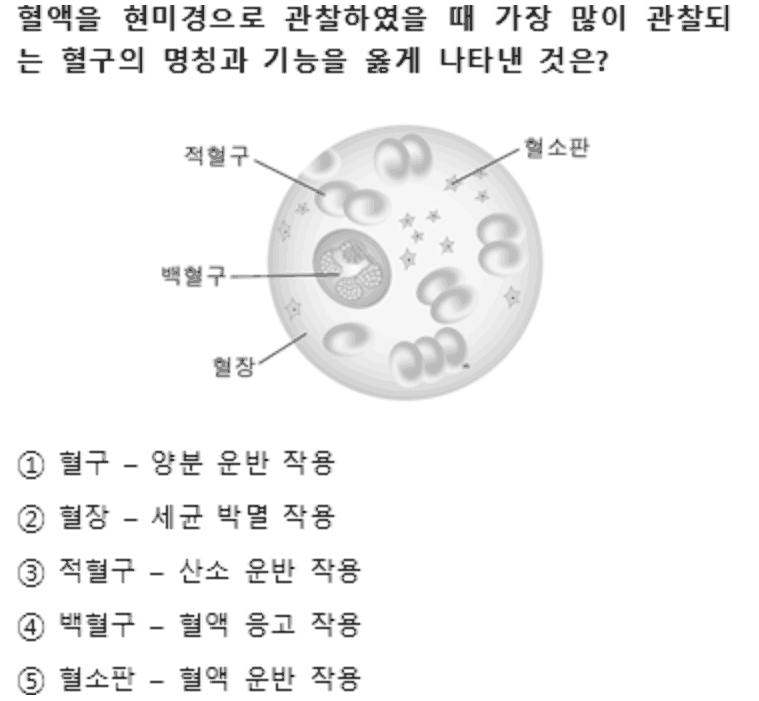 혈액을 현미경으로 관찰하였을 때 가장 많이 관찰되
는 혈구의 명칭과 기능을 옳게 나타낸 것은?
적혈구
혈소판
백혈구
혈장
① 혈구 – 양분 운반 작용
② 혈장 – 세균 박멸 작용
③ 적혈구 – 산소 운반 작용
④ 백혈구 – 혈액 응고 작용
⑤ 혈소판 – 혈액 운반 작용